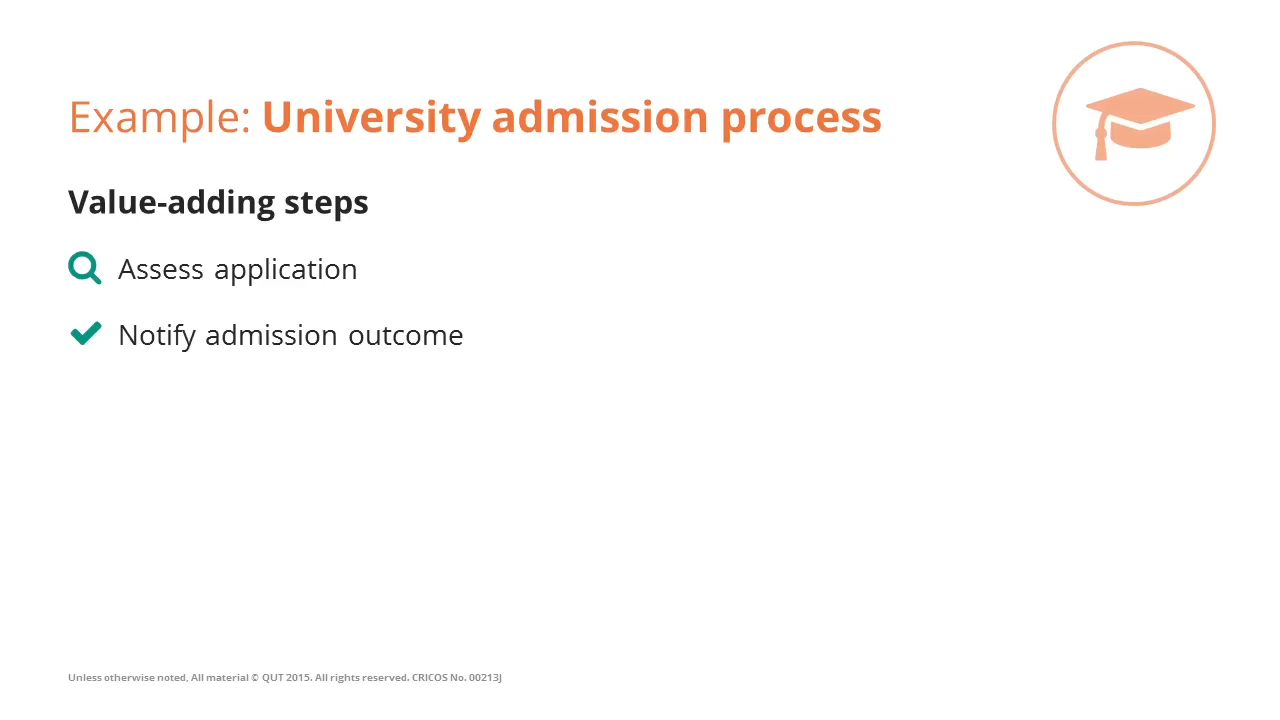 Example: University admission process
Value-adding steps
Assess application
Notify admission outcome
Unless otherwise noted, All material © QUT 2015. All rights reserved. CRICOS No. 00213J